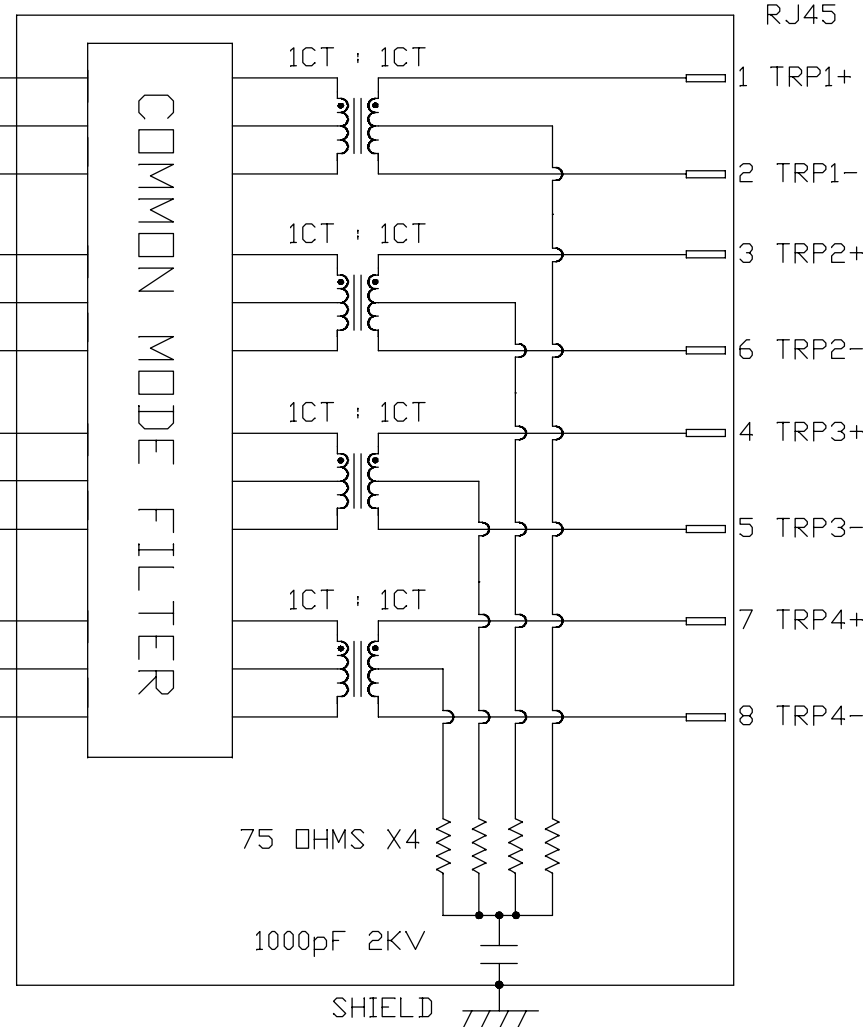 RJ45
1CT : 1CT
1 TRP1+
2 TRP1-
1CT : 1CT
3 TRP2+
6 TRP2-
1CT : 1CT
4 TRP3+
5 TRP3-
1CT : 1CT
7 TRP4+
8 TRP4-
COMMON MODE FILTER
75 OHMS X4
1000pF 2KV
SHIELD